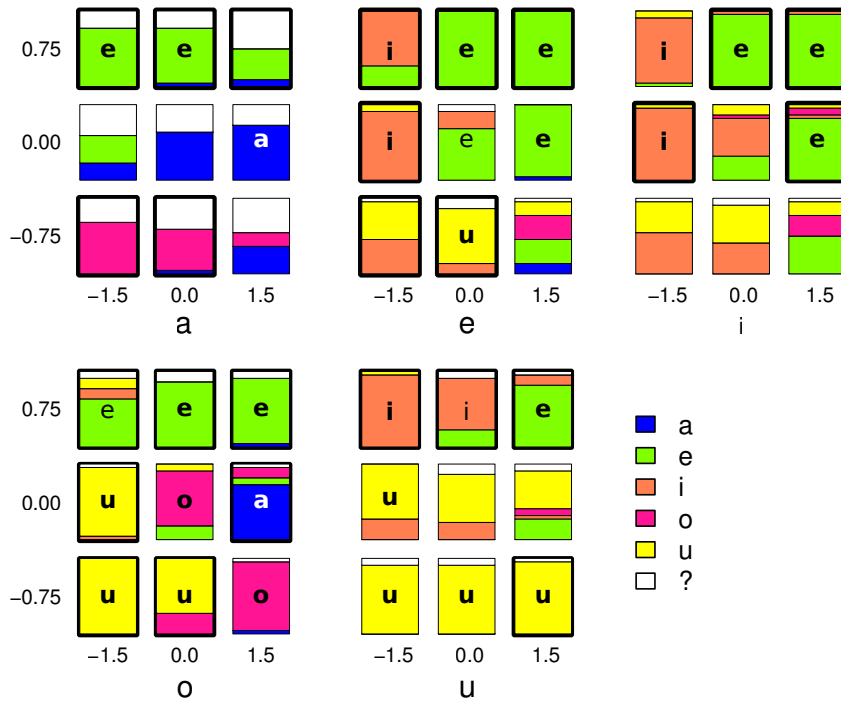 0.75 e e i e e i e e
0.00 a i e e i e
−0.75 u
−1.5 0.0 1.5 −1.5 0.0 1.5 −1.5 0.0 1.5
a e i
0.75 e e e i i e
a
e
0.00 u o a u i
o
u
−0.75 u u o u u u ?
−1.5 0.0 1.5 −1.5 0.0 1.5
o u